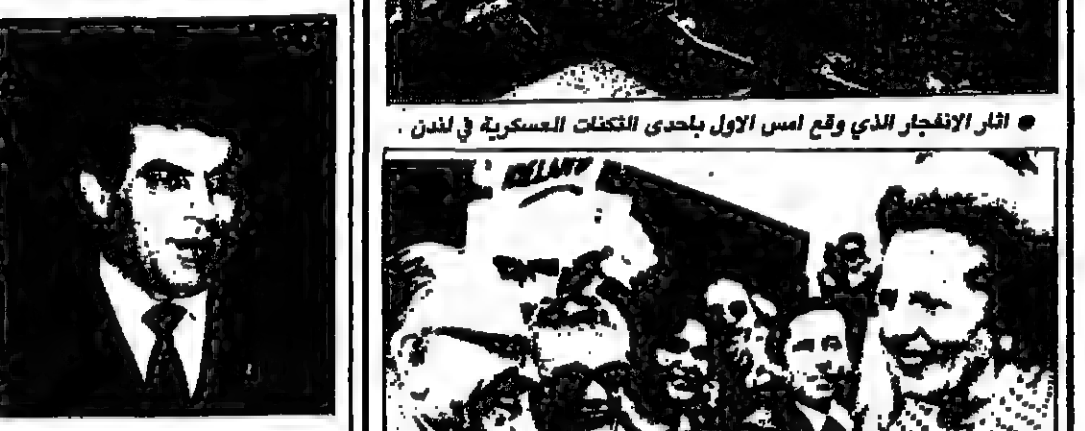 ● اثار الانفجار الذي وقع امس الاول باحدى الثكنات العسكرية في لندن .